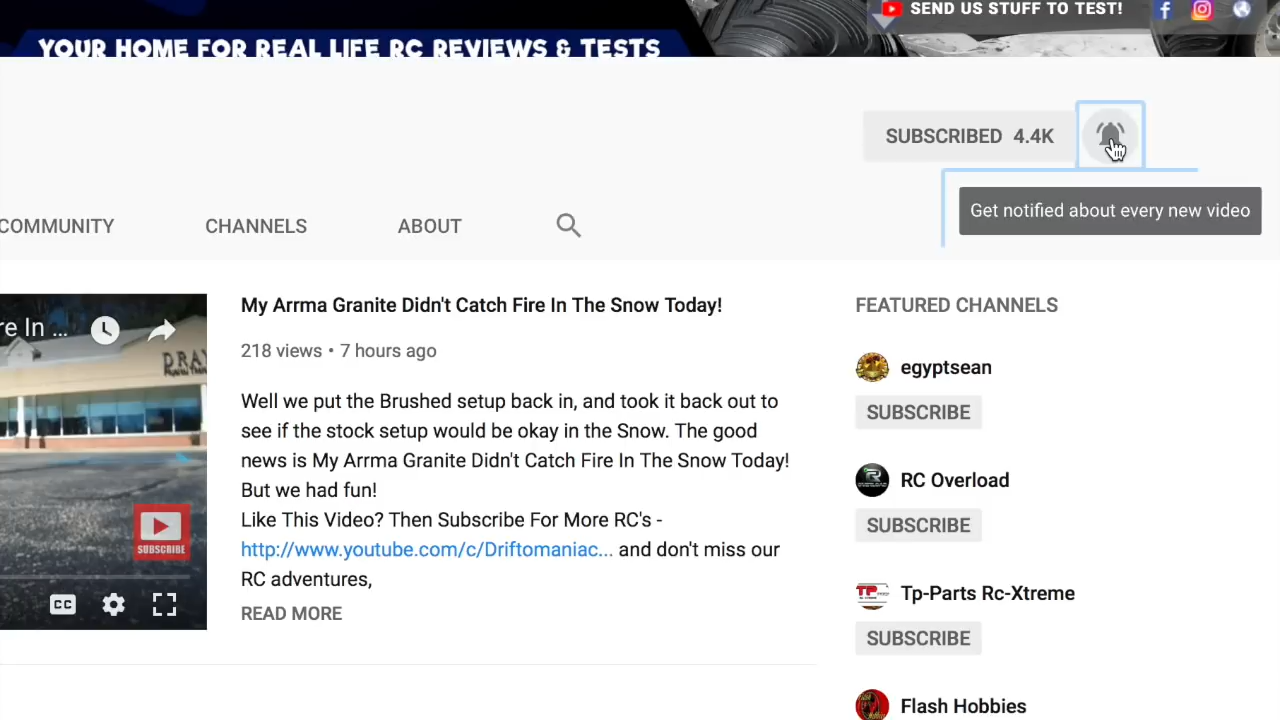 SEND US STUFF TO TEST!
YOUR HOME FOR REAL LIFE RC REVIEWS & TESTS
SUBSCRIBED 4.4K
Get notified about every new video
COMMUNITY CHANNELS ABOUT
re In ...
DRAY
SUBSCRIBE
CC
My Arrma Granite Didn't Catch Fire In The Snow Today!
218 views • 7 hours ago
Well we put the Brushed setup back in, and took it back out to
see if the stock setup would be okay in the Snow. The good
news is My Arrma Granite Didn't Catch Fire In The Snow Today!
But we had fun!
Like This Video? Then Subscribe For More RC's -
http://www.youtube.com/c/Driftomaniac... and don't miss our
RC adventures,
READ MORE
FEATURED CHANNELS
egyptsean
SUBSCRIBE
RC Overload
SUBSCRIBE
TP
Tp-Parts Rc-Xtreme
SUBSCRIBE
Flash Hobbies